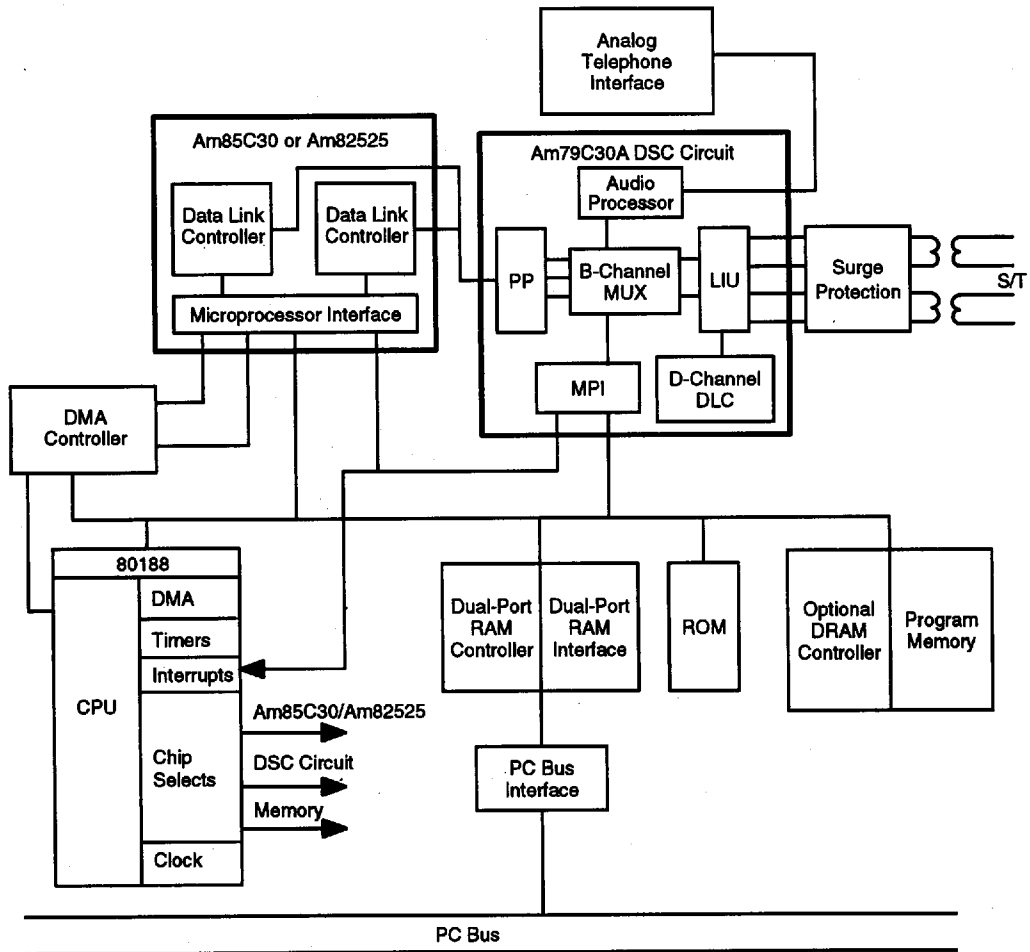 Analog
Telephone
Interface
Am85C30 or Am82525
Am79C30A DSC Circuit
Audio
Processor
Data Link
Controller
Data Link
Controller
PP
B-Channel
MUX
LIU
Surge
Protection
S/T
Microprocessor Interface
MPI
D-Channel
DLC
DMA
Controller
80188
CPU
DMA
Timers
Interrupts
Chip
Selects
Clock
Am85C30/Am82525
DSC Circuit
Memory
Dual-Port
RAM
Controller
Dual-Port
RAM
Interface
ROM
Optional
DRAM
Controller
Program
Memory
PC Bus
Interface
PC Bus